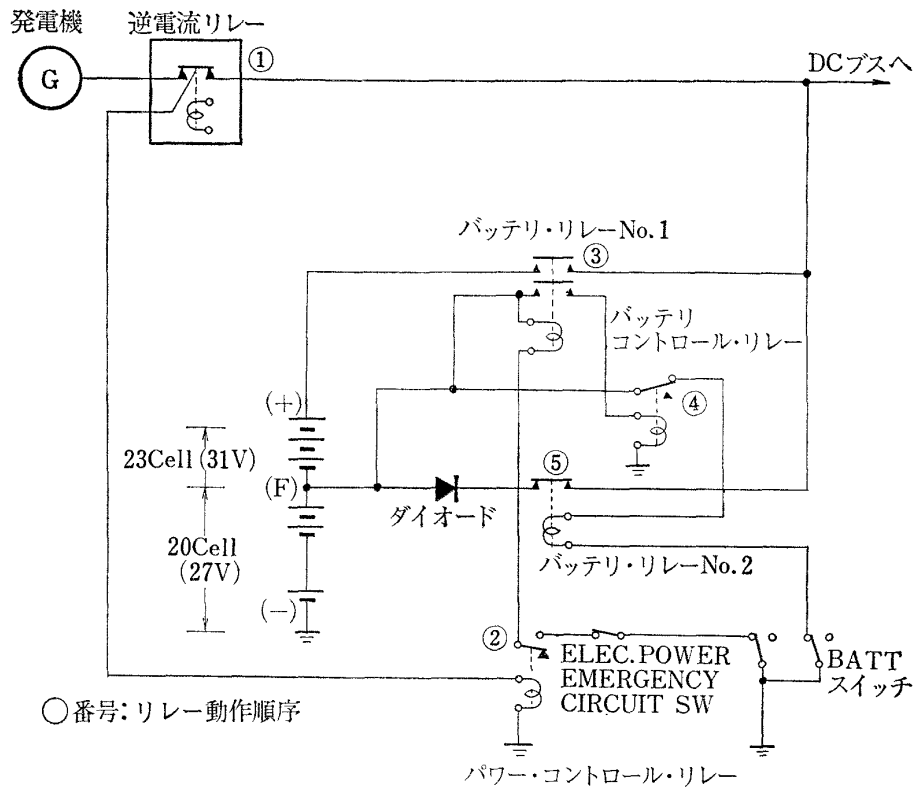 発電機
逆電流リレー
①
G
DCブスへ
バッテリ・リレーNo.1
③
バッテリ
コントロール・リレー
④
(+)
23Cell(31V)
(F)
⑤
ダイオード
20Cell
(27V)
バッテリ・リレーNo.2
(−)
②
ELEC.POWER
EMERGENCY
CIRCUIT SW
BATT
スイッチ
○番号:リレー動作順序
パワー・コントロール・リレー